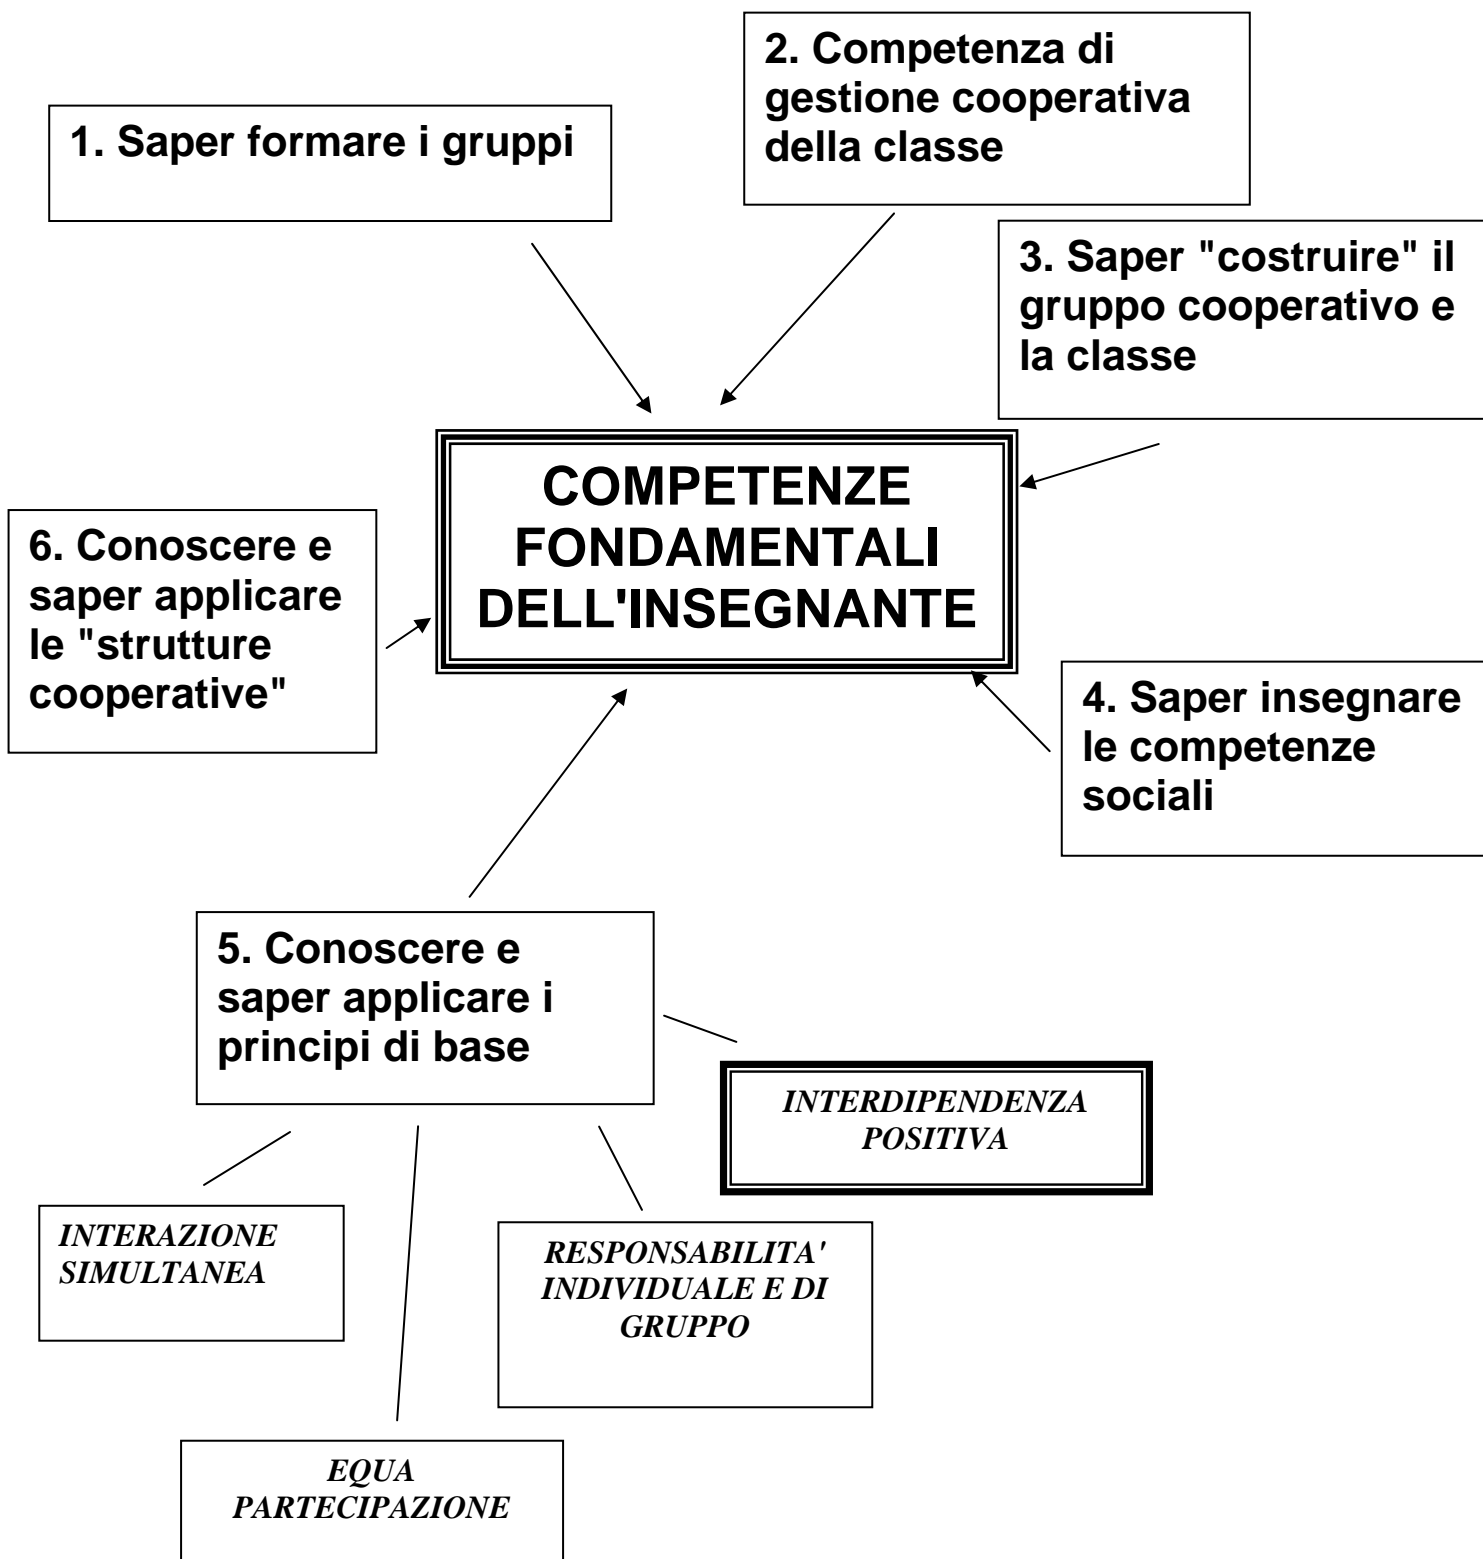 1. Saper formare i gruppi
2. Competenza di
gestione cooperativa
della classe
3. Saper "costruire" il
gruppo cooperativo e
la classe
COMPETENZE
FONDAMENTALI
DELL'INSEGNANTE
6. Conoscere e
saper applicare
le "strutture
cooperative"
4. Saper insegnare
le competenze
sociali
5. Conoscere e
saper applicare i
principi di base
INTERDIPENDENZA
POSITIVA
INTERAZIONE
SIMULTANEA
RESPONSABILITA'
INDIVIDUALE E DI
GRUPPO
EQUA
PARTECIPAZIONE